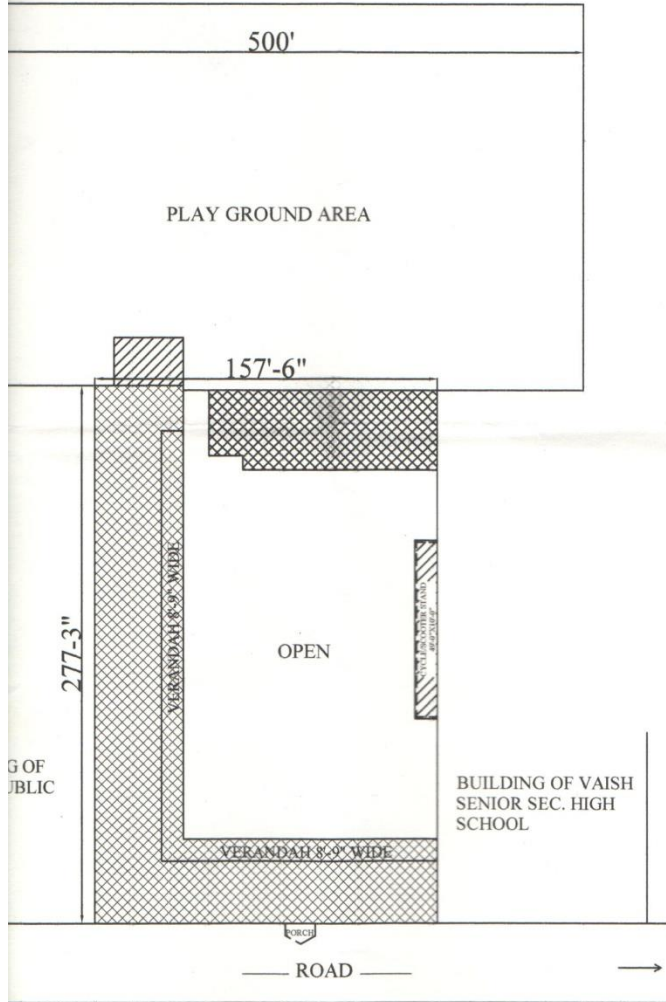 500'
PLAY GROUND AREA
157'-6"
277-3"
VERANDAH 8'-9" WIDE
CYCLE/SCOOTER STAND
OPEN
G OF
UBLIC
BUILDING OF VAISH
SENIOR SEC. HIGH
SCHOOL
VERANDAH 8'-9" WIDE
PORCH
ROAD